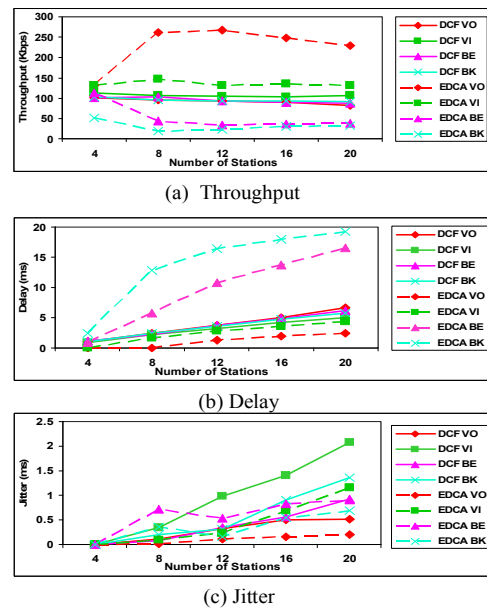 Throughput (Kbps)
300
250
200
150
100
50
0
4 8 12 16 20
Number of Stations
DCF VO
DCF VI
DCF BE
DCF BK
EDCA VO
EDCA VI
EDCA BE
EDCA BK
(a) Throughput
Delay (ms)
20
15
10
5
0
4 8 12 16 20
Number of Stations
DCF VO
DCF VI
DCF BE
DCF BK
EDCA VO
EDCA VI
EDCA BE
EDCA BK
(b) Delay
Jitter (ms)
2.5
2
1.5
1
0.5
0
4 8 12 16 20
Number of Stations
DCF VO
DCF VI
DCF BE
DCF BK
EDCA VO
EDCA VI
EDCA BE
EDCA BK
(c) Jitter